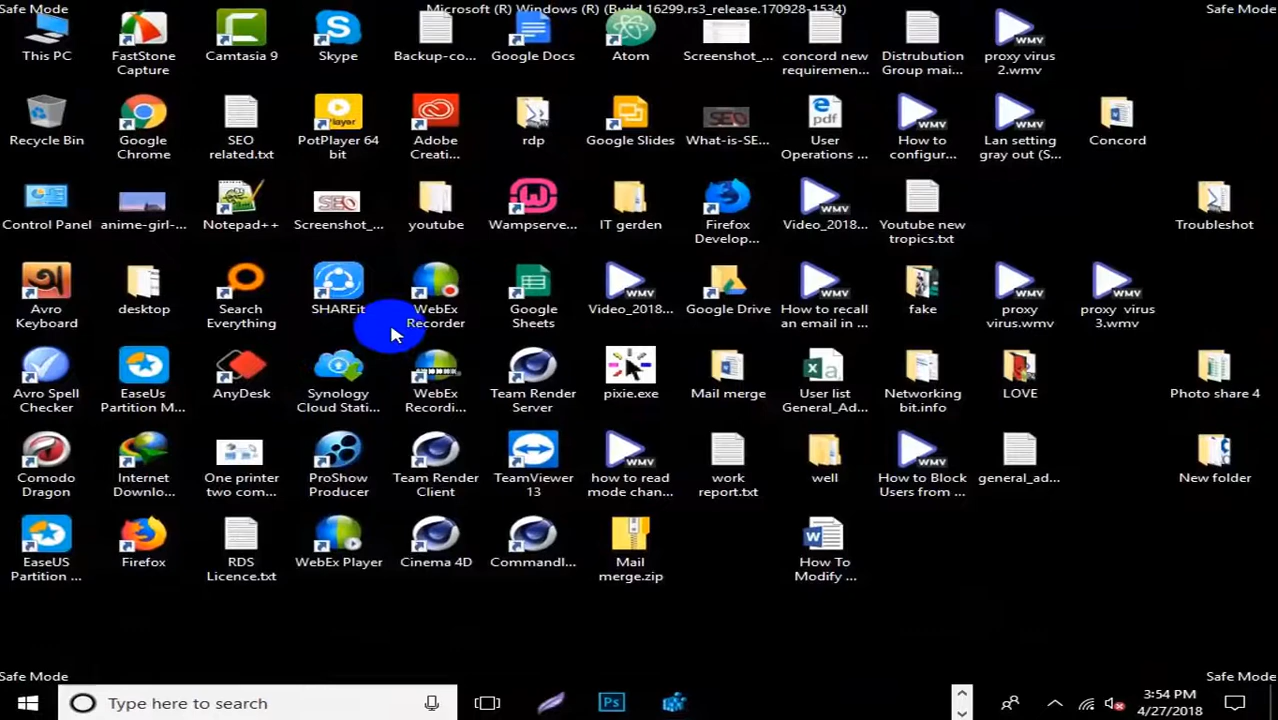 Safe Mode
Microsoft (R) Windows (R) (Build 16299.rs3_release.170928-1534)
Safe Mode
This PC
FastStone
Capture
Camtasia 9
Skype
Backup-co...
Google Docs
Atom
Screenshot_...
concord new
requiremen...
Distrubution
Group mai...
proxy virus
2.wmv
Recycle Bin
Google
Chrome
SEO
related.txt
PotPlayer 64
bit
Adobe
Creati...
rdp
Google Slides
What-is-SE...
User
Operations ...
How to
configur...
Lan setting
gray out (S...
Concord
Control Panel
anime-girl-...
Notepad++
Screenshot_...
youtube
Wampserve...
IT gerden
Firefox
Develop...
Video_2018...
Youtube new
tropics.txt
Troubleshot
Avro
Keyboard
desktop
Search
Everything
SHAREit
WebEx
Recorder
Google
Sheets
Video_2018...
Google Drive
How to recall
an email in ...
fake
proxy
virus.wmv
proxy virus
3.wmv
Avro Spell
Checker
EaseUs
Partition M...
AnyDesk
Synology
Cloud Stati...
WebEx
Recordi...
Team Render
Server
pixie.exe
Mail merge
User list
General_Ad...
Networking
bit.info
LOVE
Photo share 4
Comodo
Dragon
Internet
Downlo...
One printer
two com...
ProShow
Producer
Team Render
Client
TeamViewer
13
how to read
mode chan...
work
report.txt
well
How to Block
Users from ...
general_ad...
New folder
EaseUS
Partition ...
Firefox
RDS
Licence.txt
WebEx Player
Cinema 4D
Commandl...
Mail
merge.zip
How To
Modify ...
Safe Mode
Safe Mode
Type here to search
Ps
3:54 PM
4/27/2018